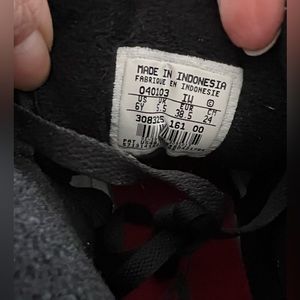 MADE IN INDONESIA
FABRIQUE EN INDONESIE
040103 IW ©
US UK EUR CM
6Y 5.5 38.5 24
308325 161 00